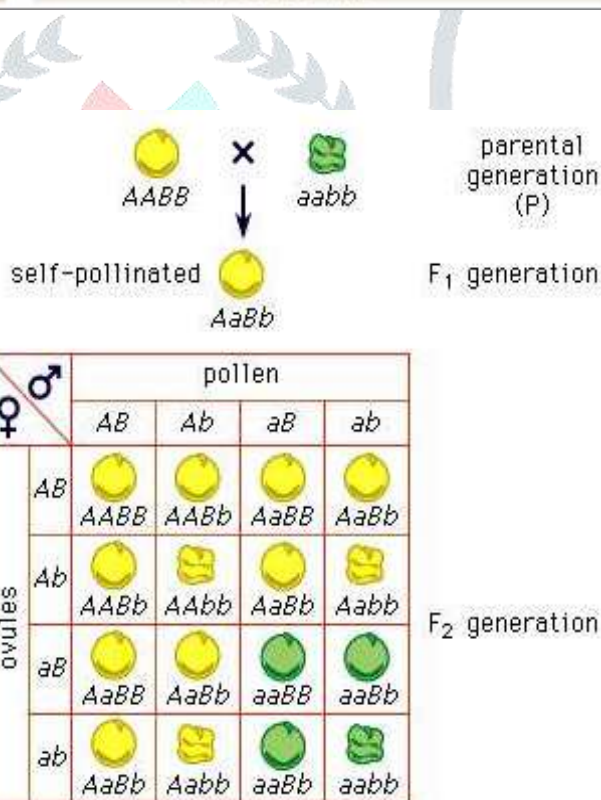 × parental
AABB aabb generation
(P)
self-pollinated F₁ generation
AaBb
♀ ♂ pollen
AB Ab aB ab
AB
AABB AABb AaBB AaBb
Ab
AABb AAbb AaBb Aabb
ovules
F₂ generation
aB
AaBB AaBb aaBB aaBb
ab
AaBb Aabb aaBb aabb